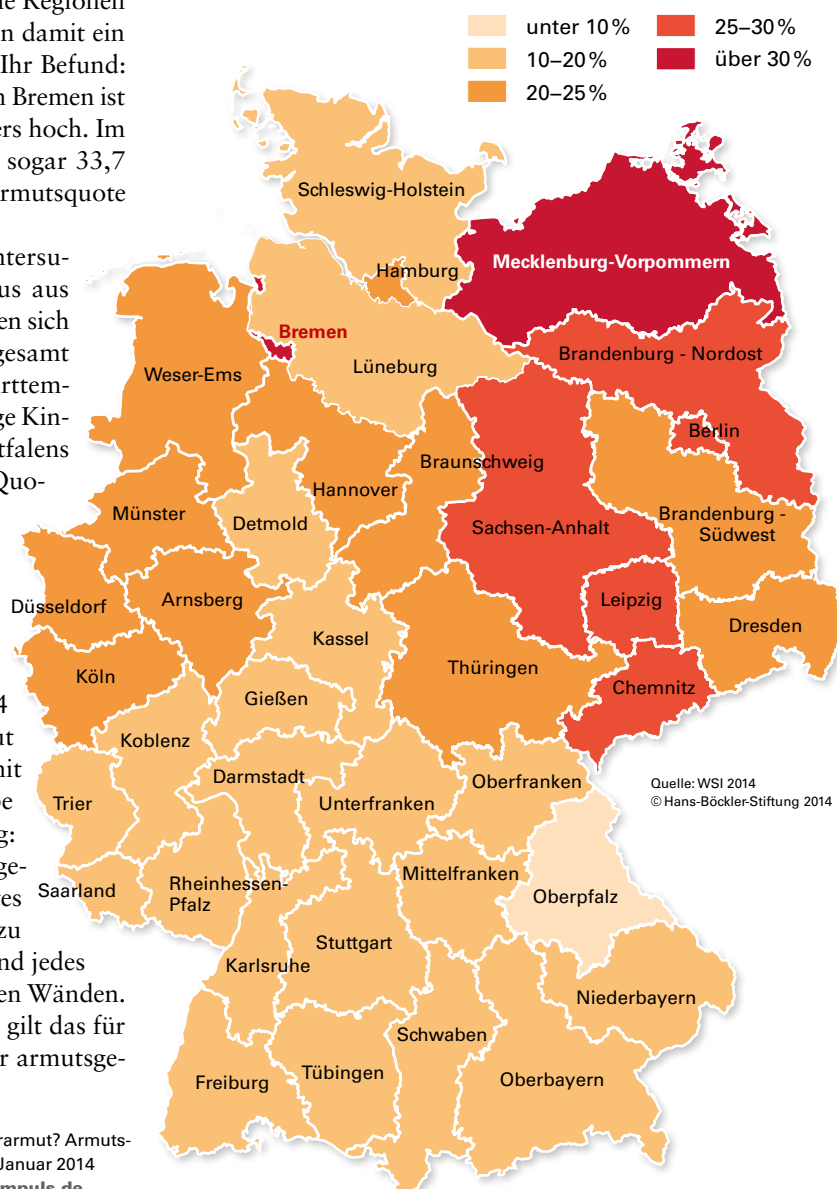 e Regionen
n damit ein
Ihr Befund:
n Bremen ist
ers hoch. Im
sogar 33,7
rmutsquote
ntersu-
us aus
en sich
gesamt
rttem-
ge Kin-
tfalens
Quo-
4
ut
nit
e
g:
ge-
es
zu
nd jedes
en Wänden.
gilt das für
r armutsge-
rarmut? Armuts-
Januar 2014
mpuls.de
unter 10%
10–20%
20–25%
25–30%
über 30%
Schleswig-Holstein
Hamburg
Mecklenburg-Vorpommern
Bremen
Lüneburg
Brandenburg - Nordost
Weser-Ems
Berlin
Braunschweig
Hannover
Münster
Detmold
Sachsen-Anhalt
Brandenburg -
Südwest
Düsseldorf
Arnsberg
Leipzig
Dresden
Kassel
Thüringen
Köln
Chemnitz
Gießen
Koblenz
Darmstadt
Oberfranken
Trier
Unterfranken
Quelle: WSI 2014
© Hans-Böckler-Stiftung 2014
Mittelfranken
Saarland
Rheinhessen-
Pfalz
Oberpfalz
Stuttgart
Karlsruhe
Niederbayern
Schwaben
Freiburg
Tübingen
Oberbayern